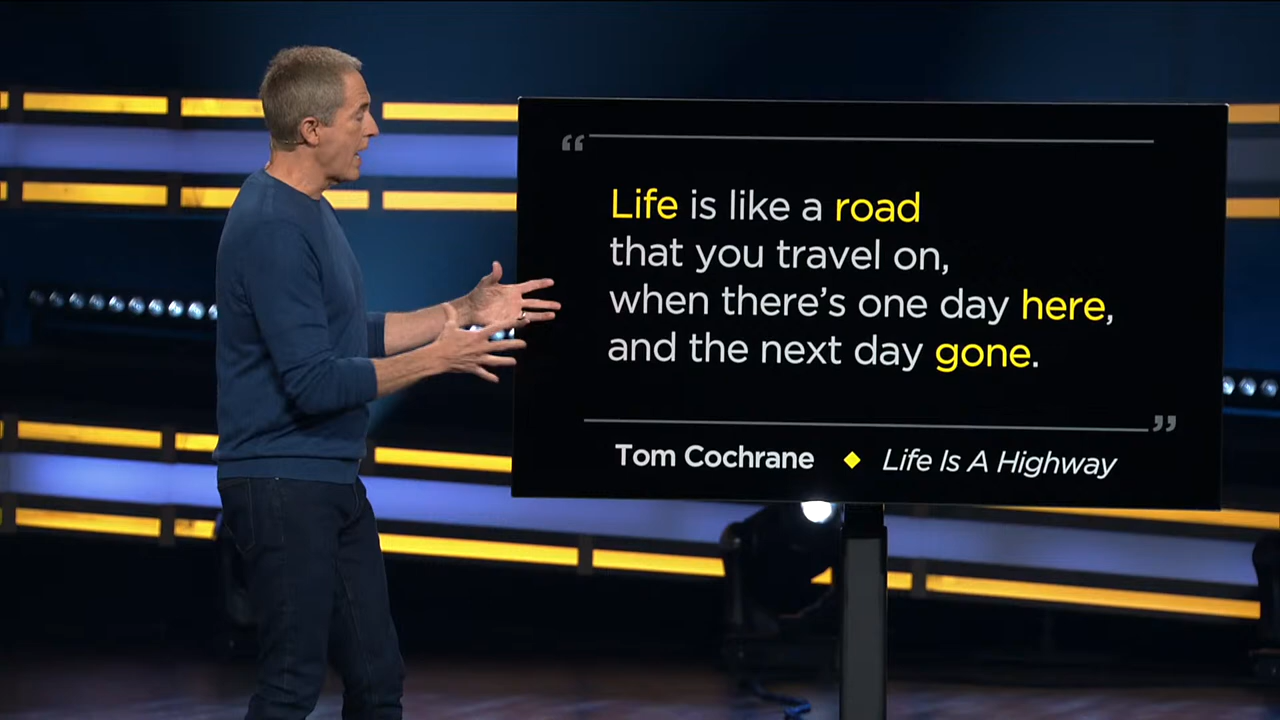 “
Life is like a road
that you travel on,
when there’s one day here,
and the next day gone.
”
Tom Cochrane ◆ Life Is A Highway